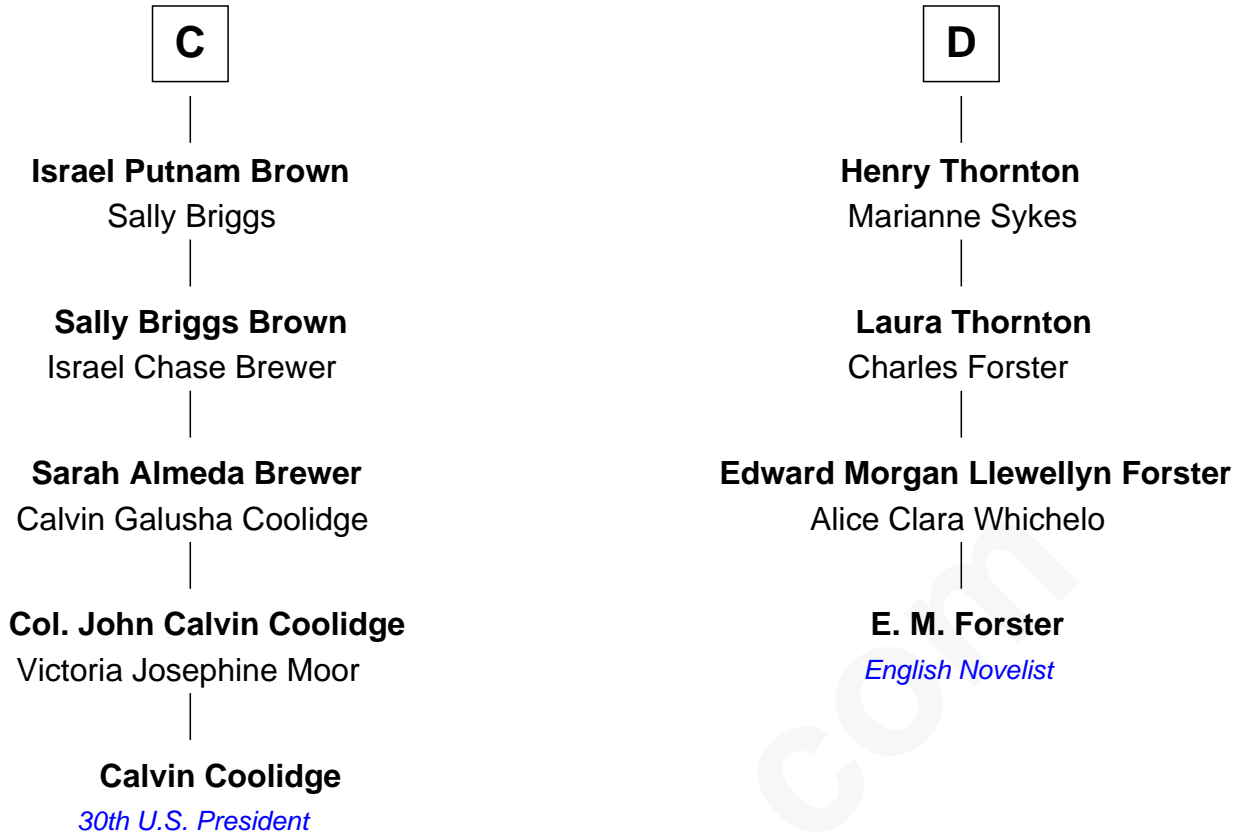 C
Israel Putnam Brown
Sally Briggs
Sally Briggs Brown
Israel Chase Brewer
Sarah Almeda Brewer
Calvin Galusha Coolidge
Col. John Calvin Coolidge
Victoria Josephine Moor
Calvin Coolidge
30th U.S. President
D
Henry Thornton
Marianne Sykes
Laura Thornton
Charles Forster
Edward Morgan Llewellyn Forster
Alice Clara Whichelo
E. M. Forster
English Novelist
com